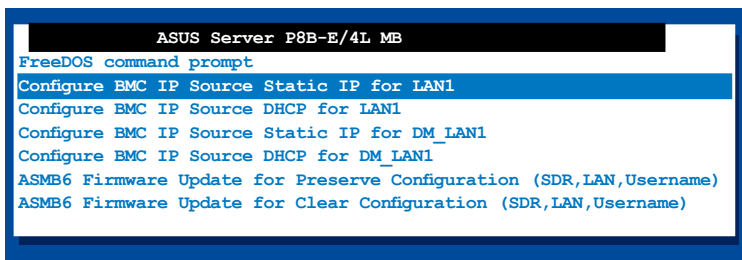 ASUS Server P8B-E/4L MB
FreeDOS command prompt
Configure BMC IP Source Static IP for LAN1
Configure BMC IP Source DHCP for LAN1
Configure BMC IP Source Static IP for DM_LAN1
Configure BMC IP Source DHCP for DM_LAN1
ASMB6 Firmware Update for Preserve Configuration (SDR,LAN,Username)
ASMB6 Firmware Update for Clear Configuration (SDR,LAN,Username)